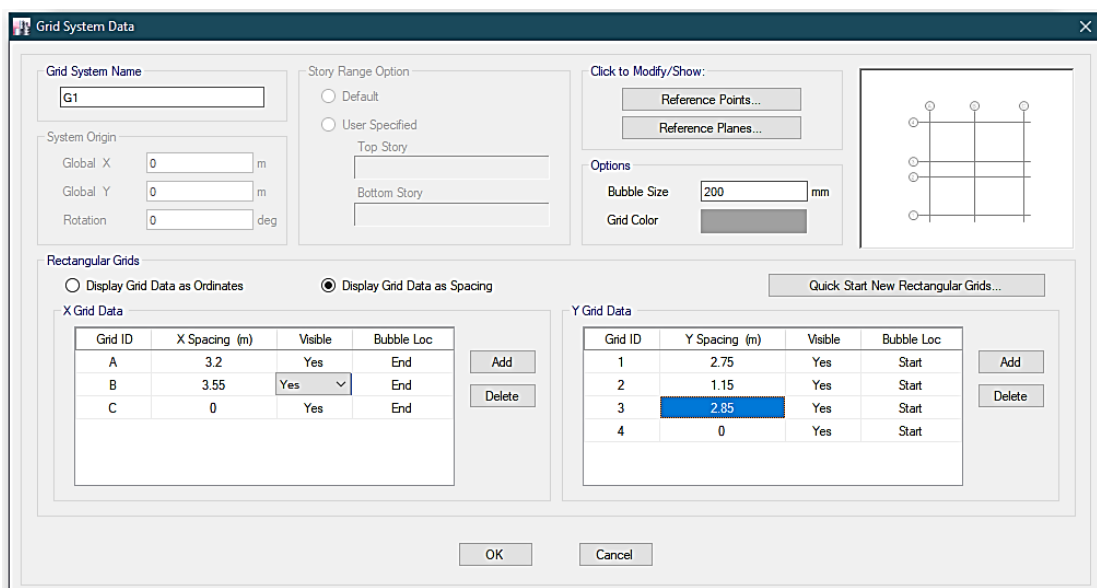 Grid System Data
Grid System Name
G1
System Origin
Global X 0 m
Global Y 0 m
Rotation 0 deg
Story Range Option
Default
User Specified
Top Story
Bottom Story
Click to Modify/Show:
Reference Points...
Reference Planes...
Options
Bubble Size 200 mm
Grid Color
Rectangular Grids
Display Grid Data as Ordinates Display Grid Data as Spacing Quick Start New Rectangular Grids...
X Grid Data
Grid ID X Spacing (m) Visible Bubble Loc
A 3.2 Yes End
B 3.55 Yes End
C 0 Yes End
Add
Delete
Y Grid Data
Grid ID Y Spacing (m) Visible Bubble Loc
1 2.75 Yes Start
2 1.15 Yes Start
3 2.85 Yes Start
4 0 Yes Start
Add
Delete
OK Cancel